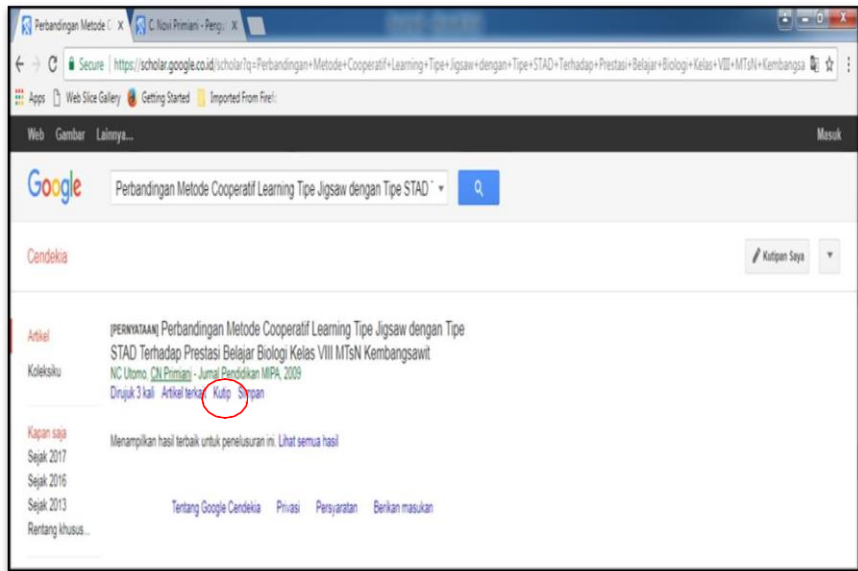 Perbandingan Metode C X C. Novi Primiani - Pengu X
Secure https://scholar.google.co.id/scholar?q=Perbandingan+Metode+Cooperatif+Learning+Tipe+Jigsaw+dengan+Tipe+STAD+Terhadap+Prestasi+Belajar+Biologi+Kelas+VIII+MTsN+Kembangsa
Apps Web Slice Gallery Getting Started Imported From Firef
Web Gambar Lainnya... Masuk
Google Perbandingan Metode Cooperatif Learning Tipe Jigsaw dengan Tipe STAD
Cendekia Kutipan Saya
Artikel
Koleksiku
Kapan saja
Sejak 2017
Sejak 2016
Sejak 2013
Rentang khusus...
[PERNYATAAN] Perbandingan Metode Cooperatif Learning Tipe Jigsaw dengan Tipe
STAD Terhadap Prestasi Belajar Biologi Kelas VIII MTsN Kembangsawit
NC Utomo, CN Primiani - Jurnal Pendidikan MIPA, 2009
Dirujuk 3 kali Artikel terkait Kutip Simpan
Menampilkan hasil terbaik untuk penelusuran ini. Lihat semua hasil
Tentang Google Cendekia Privasi Persyaratan Berikan masukan